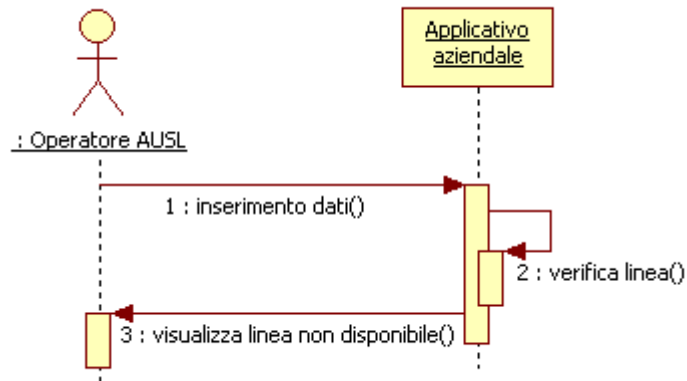 Applicativo
aziendale
: Operatore AUSL
1 : inserimento dati()
2 : verifica linea()
3 : visualizza linea non disponibile()